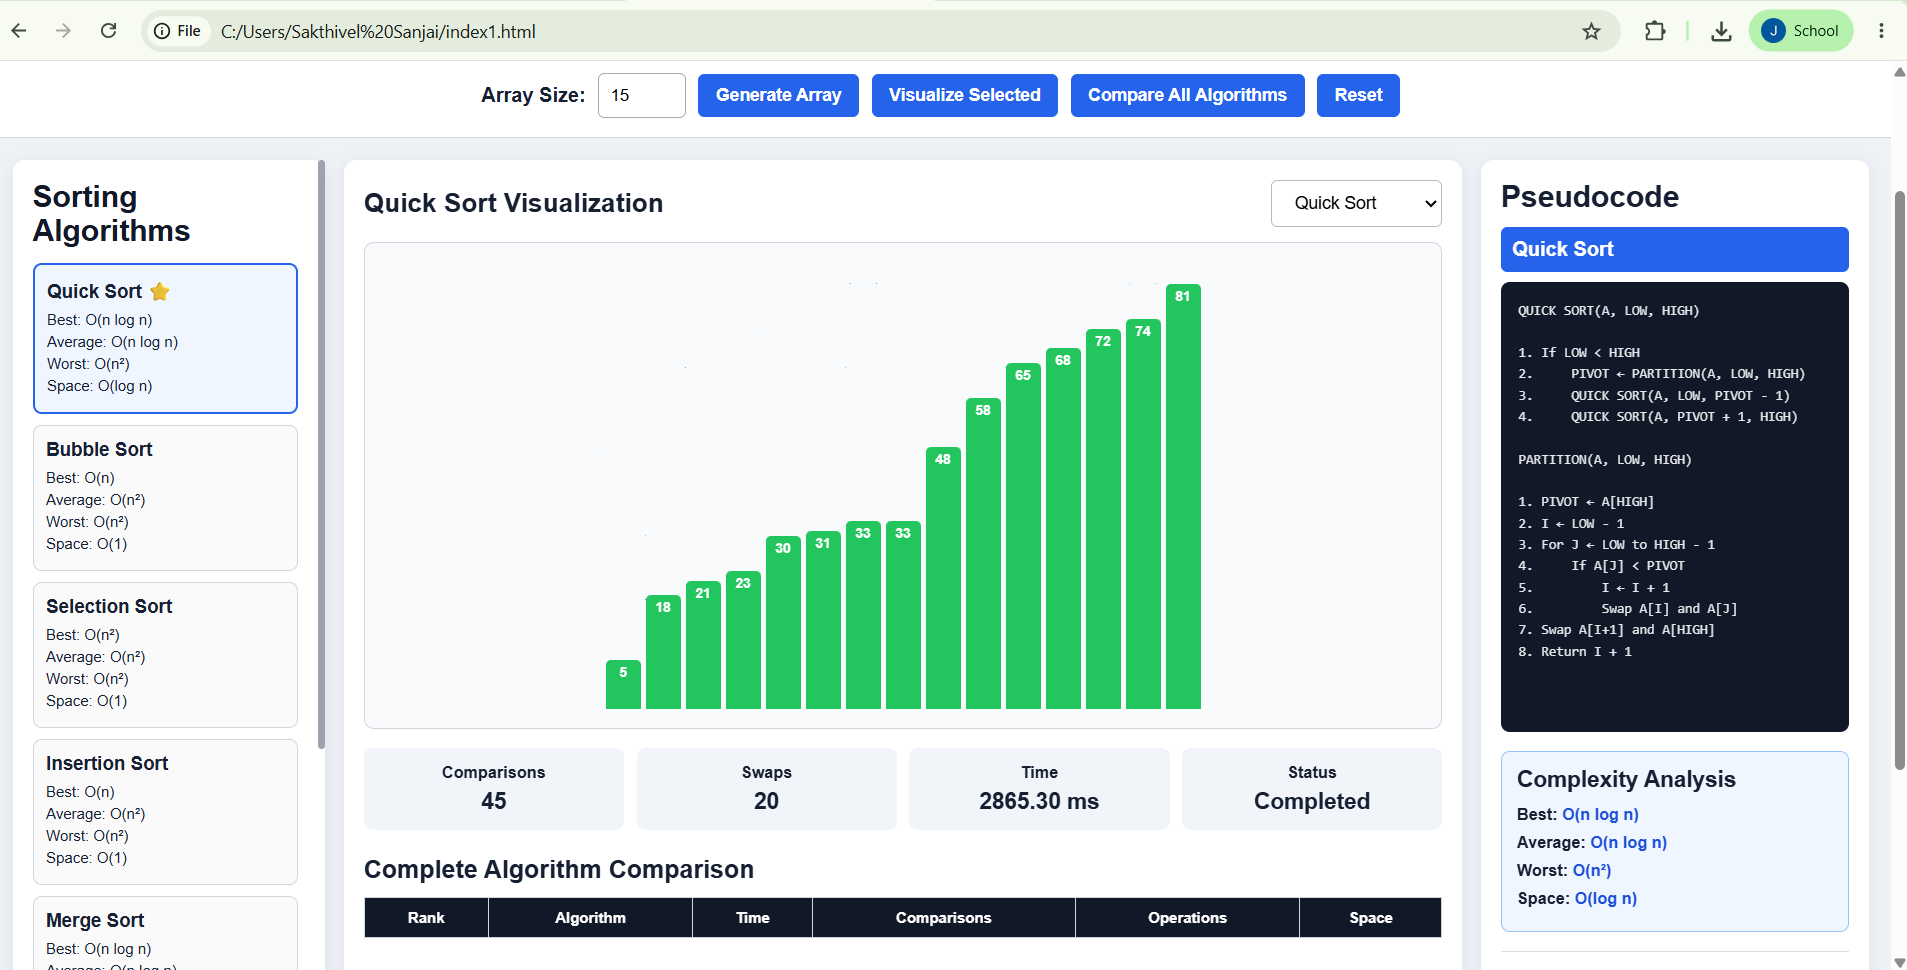 File
C:/Users/Sakthivel%20Sanjai/index1.html
J
School
Array Size:
15
Generate Array
Visualize Selected
Compare All Algorithms
Reset
Sorting
Algorithms
Quick Sort ⭐
Best: O(n log n)
Average: O(n log n)
Worst: O(n²)
Space: O(log n)
Bubble Sort
Best: O(n)
Average: O(n²)
Worst: O(n²)
Space: O(1)
Selection Sort
Best: O(n²)
Average: O(n²)
Worst: O(n²)
Space: O(1)
Insertion Sort
Best: O(n)
Average: O(n²)
Worst: O(n²)
Space: O(1)
Merge Sort
Best: O(n log n)
Average: O(n log n)
Quick Sort Visualization
Quick Sort
5
18
21
23
30
31
33
33
48
58
65
68
72
74
81
Comparisons
45
Swaps
20
Time
2865.30 ms
Status
Completed
Complete Algorithm Comparison
Rank Algorithm Time Comparisons Operations Space
Pseudocode
Quick Sort
QUICK SORT(A, LOW, HIGH)
1. If LOW < HIGH
2. PIVOT ← PARTITION(A, LOW, HIGH)
3. QUICK SORT(A, LOW, PIVOT - 1)
4. QUICK SORT(A, PIVOT + 1, HIGH)
PARTITION(A, LOW, HIGH)
1. PIVOT ← A[HIGH]
2. I ← LOW - 1
3. For J ← LOW to HIGH - 1
4. If A[J] < PIVOT
5. I ← I + 1
6. Swap A[I] and A[J]
7. Swap A[I+1] and A[HIGH]
8. Return I + 1
Complexity Analysis
Best: O(n log n)
Average: O(n log n)
Worst: O(n²)
Space: O(log n)